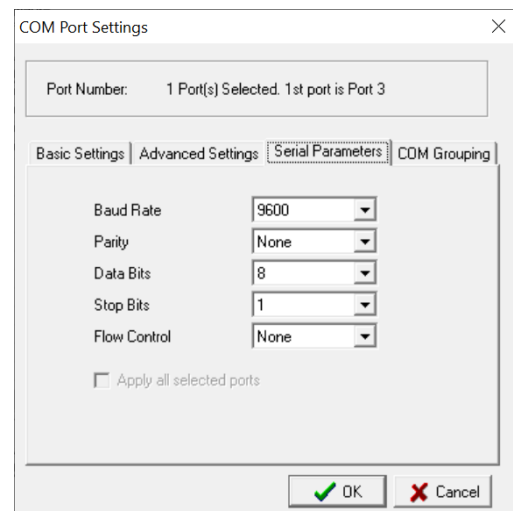 COM Port Settings
Port Number: 1 Port(s) Selected. 1st port is Port 3
Basic Settings Advanced Settings Serial Parameters COM Grouping
Baud Rate 9600
Parity None
Data Bits 8
Stop Bits 1
Flow Control None
Apply all selected ports
OK Cancel